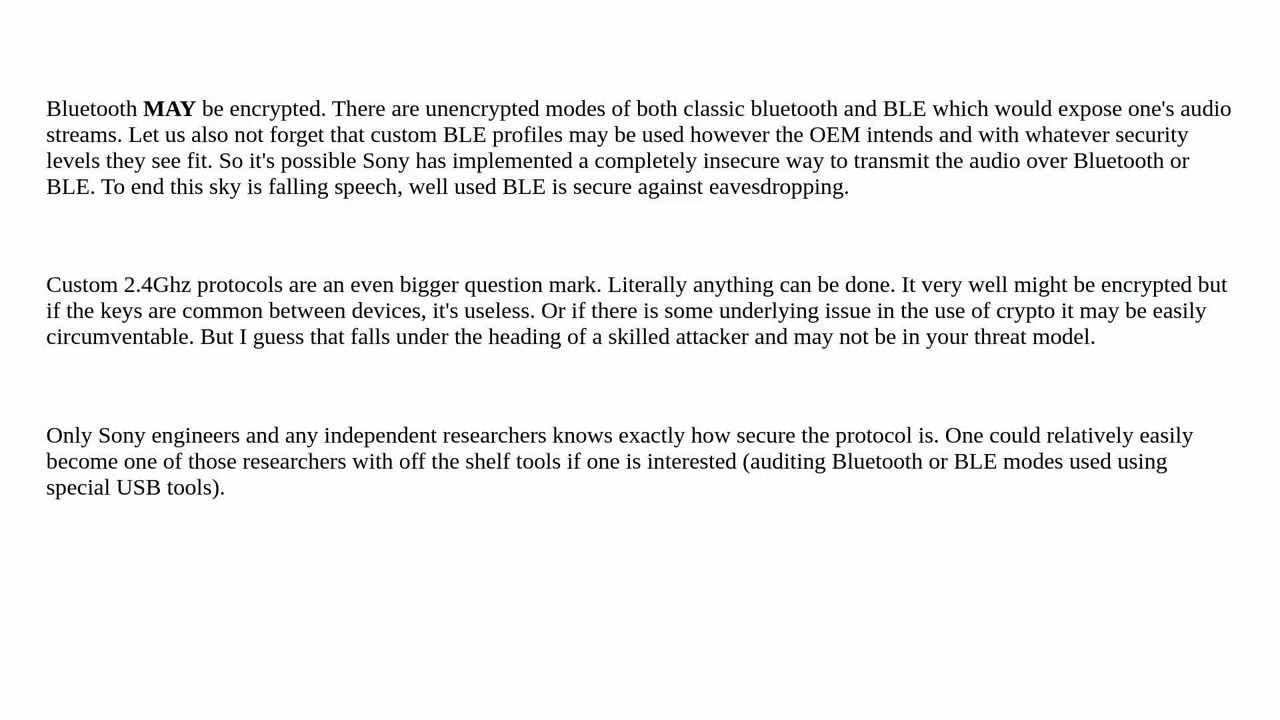 Bluetooth MAY be encrypted. There are unencrypted modes of both classic bluetooth and BLE which would expose one's audio
streams. Let us also not forget that custom BLE profiles may be used however the OEM intends and with whatever security
levels they see fit. So it's possible Sony has implemented a completely insecure way to transmit the audio over Bluetooth or
BLE. To end this sky is falling speech, well used BLE is secure against eavesdropping.
Custom 2.4Ghz protocols are an even bigger question mark. Literally anything can be done. It very well might be encrypted but
if the keys are common between devices, it's useless. Or if there is some underlying issue in the use of crypto it may be easily
circumventable. But I guess that falls under the heading of a skilled attacker and may not be in your threat model.
Only Sony engineers and any independent researchers knows exactly how secure the protocol is. One could relatively easily
become one of those researchers with off the shelf tools if one is interested (auditing Bluetooth or BLE modes used using
special USB tools).